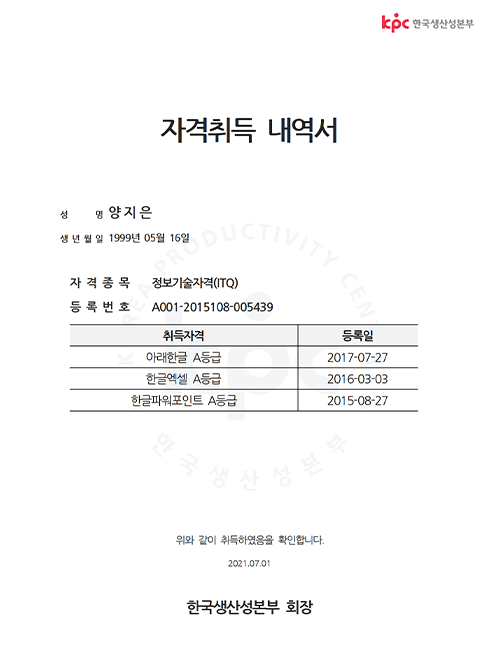 kpc 한국생산성본부
자격취득 내역서
성 명 양지은
생년월일 1999년 05월 16일
자격종목 정보기술자격(ITQ)
등록번호 A001-2015108-005439
취득자격 등록일
아래한글 A등급 2017-07-27
한글엑셀 A등급 2016-03-03
한글파워포인트 A등급 2015-08-27
KOREA PRODUCTIVITY CENTER
kpc
한국생산성본부
위와 같이 취득하였음을 확인합니다.
2021.07.01
한국생산성본부 회장